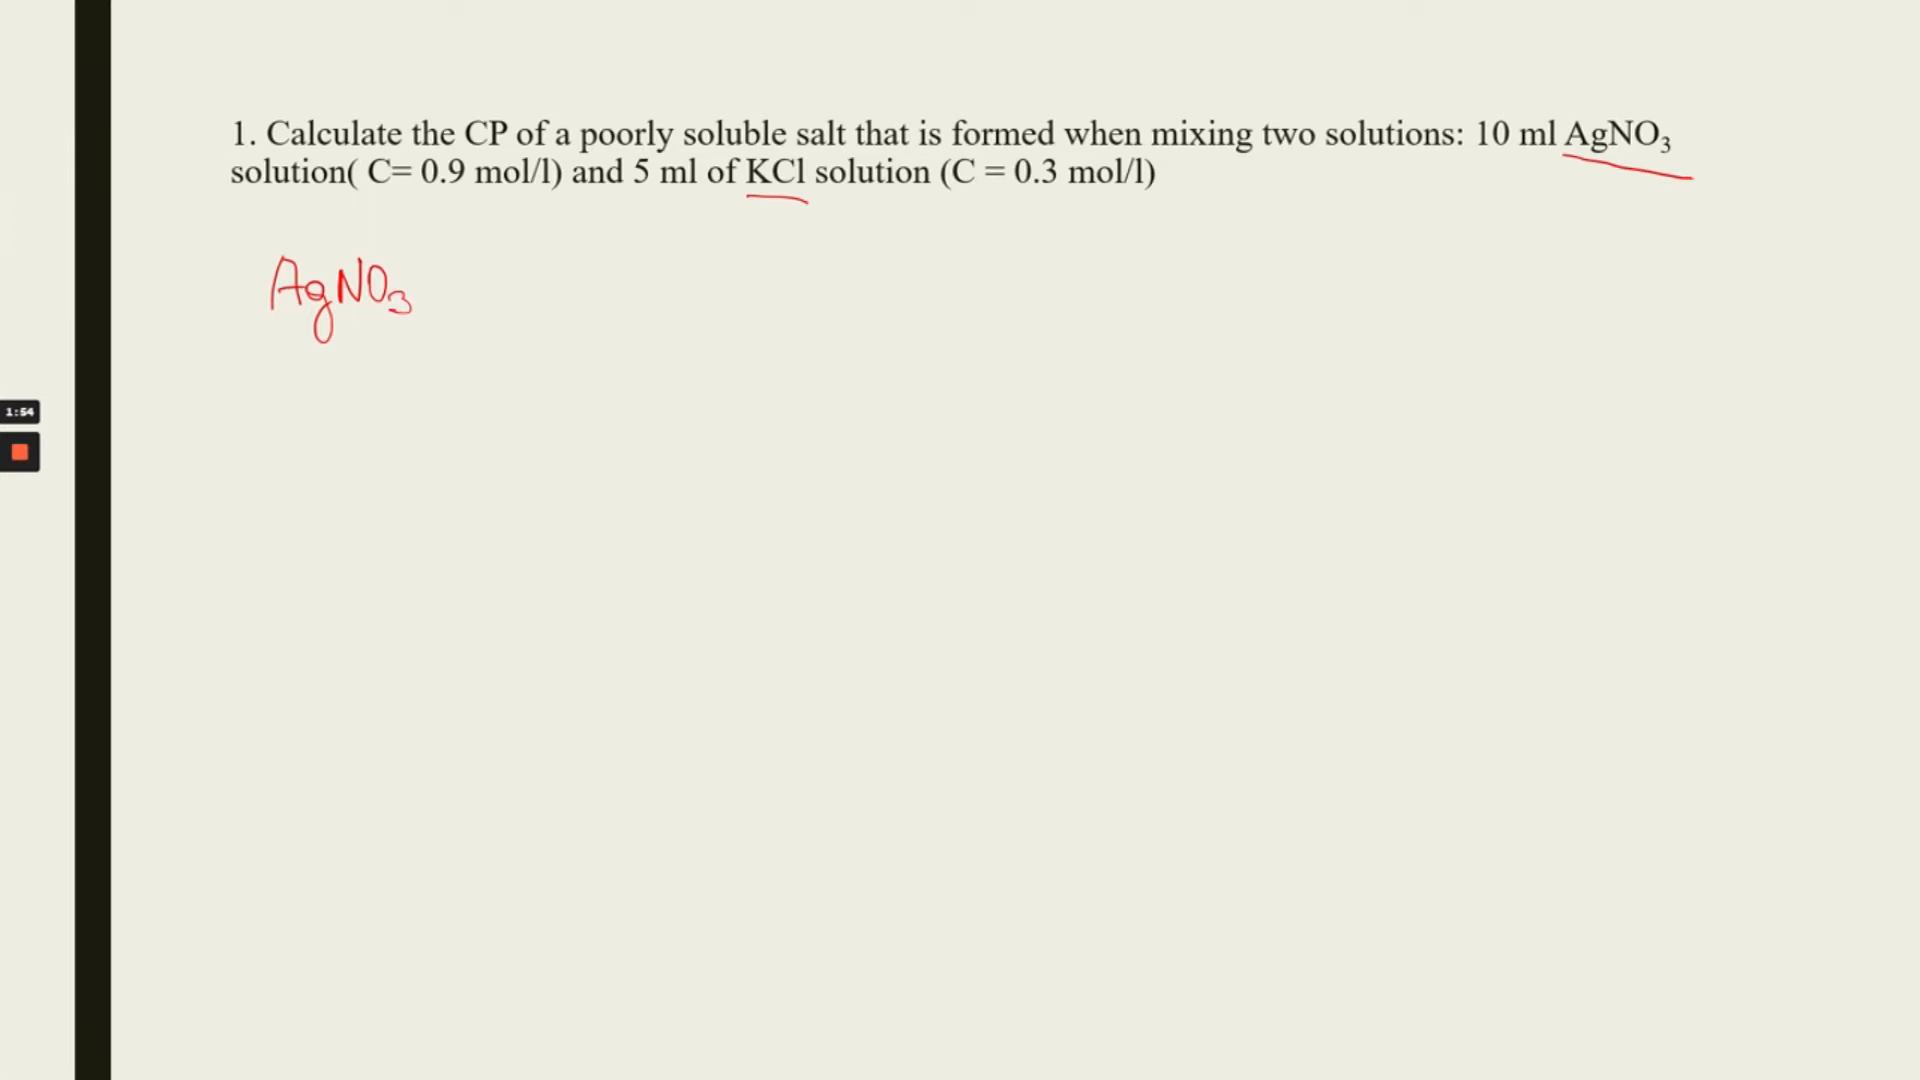 1. Calculate the CP of a poorly soluble salt that is formed when mixing two solutions: 10 ml AgNO₃
solution( C= 0.9 mol/l) and 5 ml of KCl solution (C = 0.3 mol/l)
AgNO₃
1:54